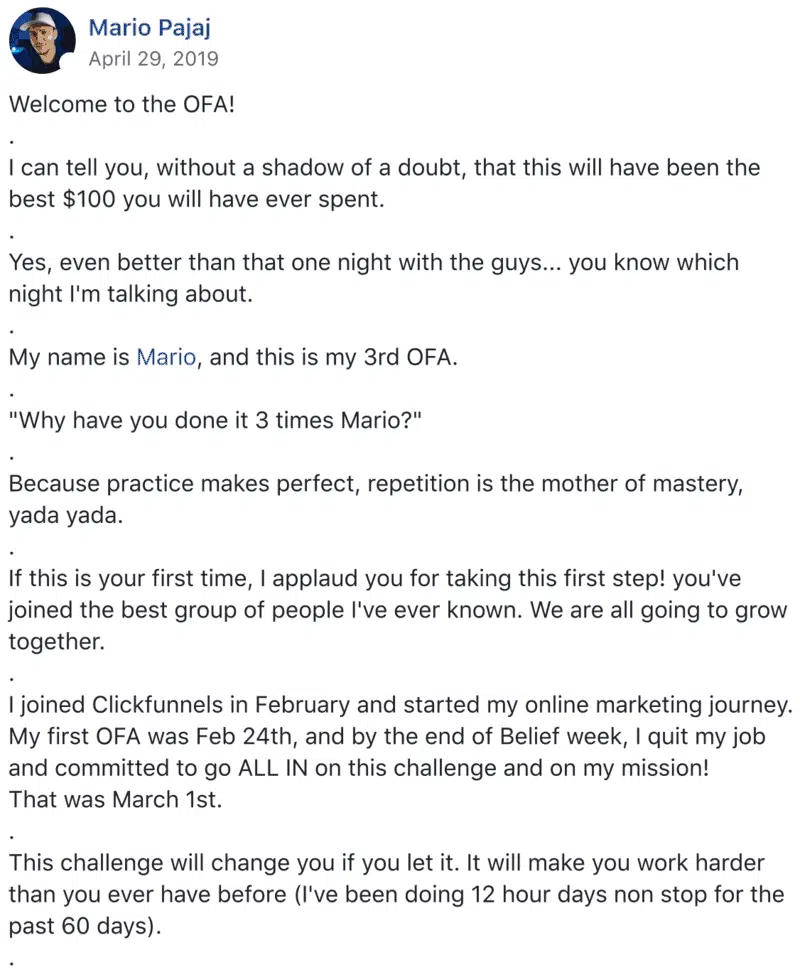 Mario Pajaj
April 29, 2019
Welcome to the OFA!
.
I can tell you, without a shadow of a doubt, that this will have been the
best $100 you will have ever spent.
.
Yes, even better than that one night with the guys... you know which
night I'm talking about.
.
My name is Mario, and this is my 3rd OFA.
.
"Why have you done it 3 times Mario?"
.
Because practice makes perfect, repetition is the mother of mastery,
yada yada.
.
If this is your first time, I applaud you for taking this first step! you've
joined the best group of people I've ever known. We are all going to grow
together.
.
I joined Clickfunnels in February and started my online marketing journey.
My first OFA was Feb 24th, and by the end of Belief week, I quit my job
and committed to go ALL IN on this challenge and on my mission!
That was March 1st.
.
This challenge will change you if you let it. It will make you work harder
than you ever have before (I've been doing 12 hour days non stop for the
past 60 days).
.